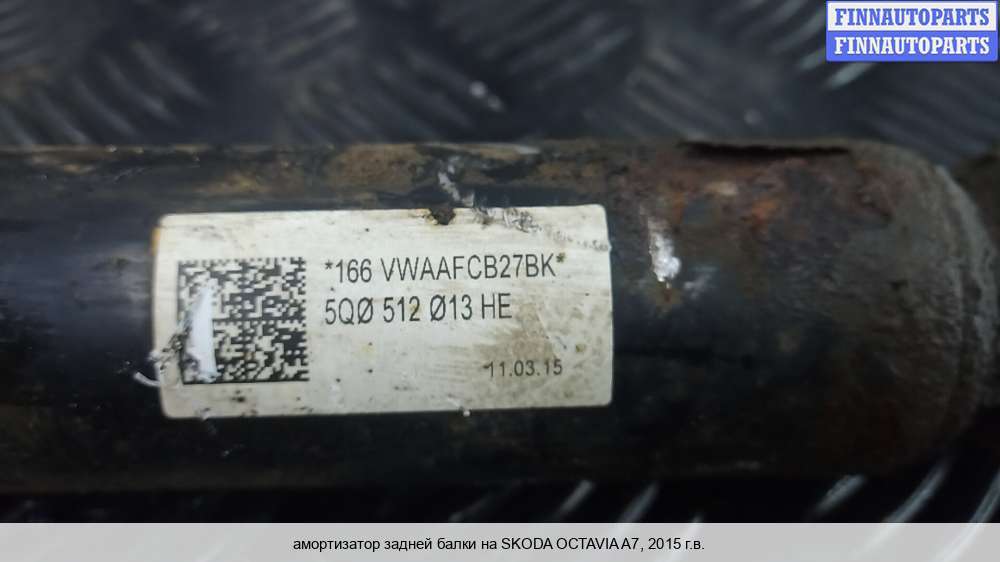 FINNAUTOPARTS
FINNAUTOPARTS
*166 VWAAFCB27BK*
5QØ 512 Ø13 HE
11.03.15
амортизатор задней балки на SKODA OCTAVIA A7, 2015 г.в.